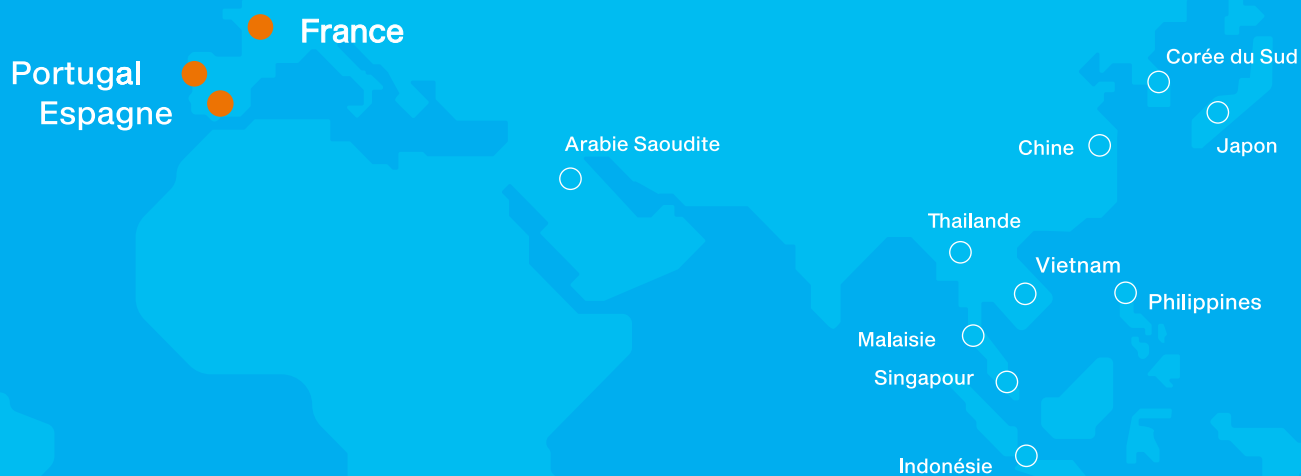 France
Portugal
Espagne
Corée du Sud
Arabie Saoudite
Chine
Japon
Thailande
Vietnam
Philippines
Malaisie
Singapour
Indonésie